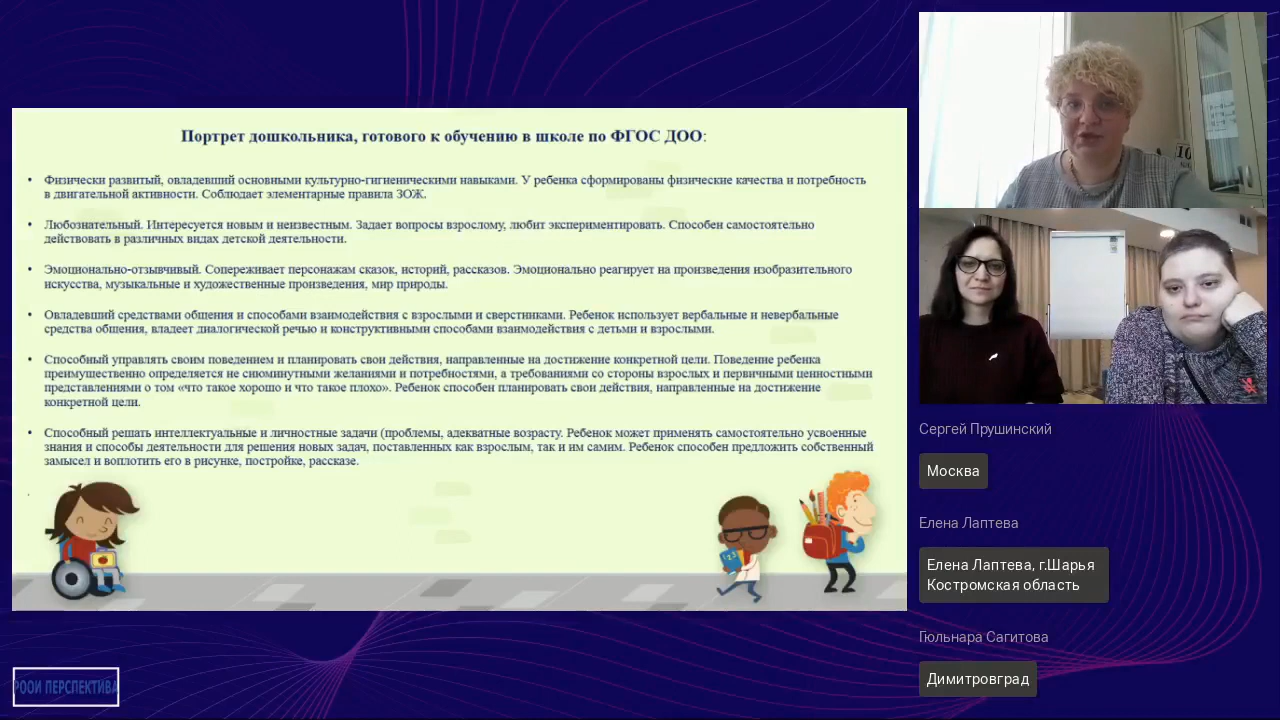 Портрет дошкольника, готового к обучению в школе по ФГОС ДОО:
• Физически развитый, овладевший основными культурно-гигиеническими навыками. У ребенка сформированы физические качества и потребность
в двигательной активности. Соблюдает элементарные правила ЗОЖ.
• Любознательный. Интересуется новым и неизвестным. Задает вопросы взрослому, любит экспериментировать. Способен самостоятельно
действовать в различных видах детской деятельности.
• Эмоционально-отзывчивый. Сопереживает персонажам сказок, историй, рассказов. Эмоционально реагирует на произведения изобразительного
искусства, музыкальные и художественные произведения, мир природы.
• Овладевший средствами общения и способами взаимодействия с взрослыми и сверстниками. Ребенок использует вербальные и невербальные
средства общения, владеет диалогической речью и конструктивными способами взаимодействия с детьми и взрослыми.
• Способный управлять своим поведением и планировать свои действия, направленные на достижение конкретной цели. Поведение ребенка
преимущественно определяется не сиюминутными желаниями и потребностями, а требованиями со стороны взрослых и первичными ценностными
представлениями о том «что такое хорошо и что такое плохо». Ребенок способен планировать свои действия, направленные на достижение
конкретной цели.
• Способный решать интеллектуальные и личностные задачи (проблемы, адекватные возрасту. Ребенок может применять самостоятельно усвоенные
знания и способы деятельности для решения новых задач, поставленных как взрослым, так и им самим. Ребенок способен предложить собственный
замысел и воплотить его в рисунке, постройке, рассказе.
123
РООИ ПЕРСПЕКТИВА
10
Сергей Прушинский
Москва
Елена Лаптева
Елена Лаптева, г.Шарья
Костромская область
Гюльнара Сагитова
Димитровград